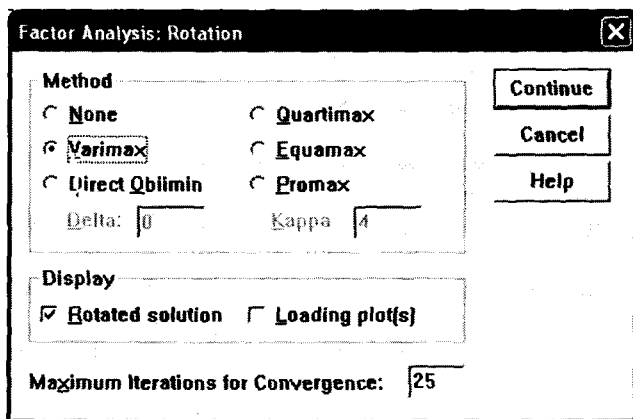 Factor Analysis: Rotation
Method
None
Quartimax
Varimax
Equamax
Direct Oblimin
Promax
Delta: 0
Kappa 4
Display
Rotated solution
Loading plot(s)
Maximum Iterations for Convergence: 25
Continue
Cancel
Help